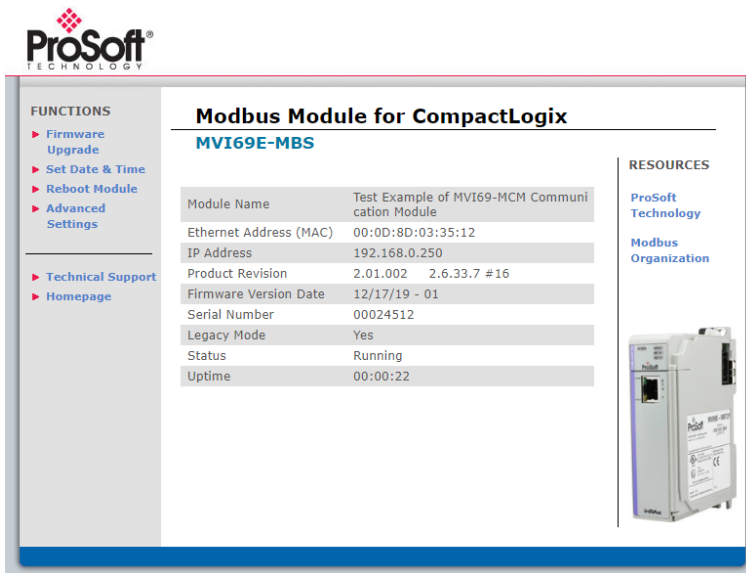 ProSoft®
TECHNOLOGY
FUNCTIONS
Firmware
Upgrade
Set Date & Time
Reboot Module
Advanced
Settings
Technical Support
Homepage
Modbus Module for CompactLogix
MVI69E-MBS
Module Name Test Example of MVI69-MCM Communi
cation Module
Ethernet Address (MAC) 00:0D:8D:03:35:12
IP Address 192.168.0.250
Product Revision 2.01.002 2.6.33.7 #16
Firmware Version Date 12/17/19 - 01
Serial Number 00024512
Legacy Mode Yes
Status Running
Uptime 00:00:22
RESOURCES
ProSoft
Technology
Modbus
Organization
ProSoft
ProSoft
CE